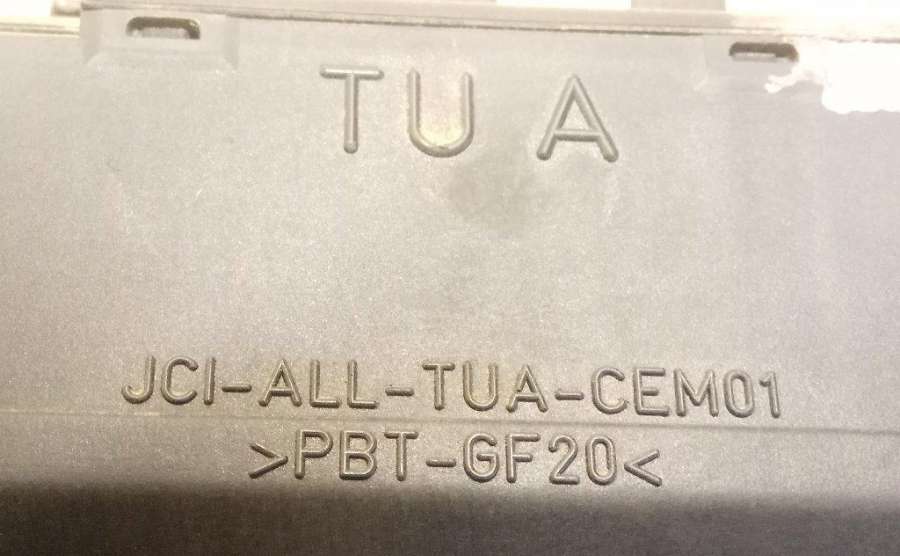 TU A
JCI-ALL-TUA-CEM01
>PBT-GF20<